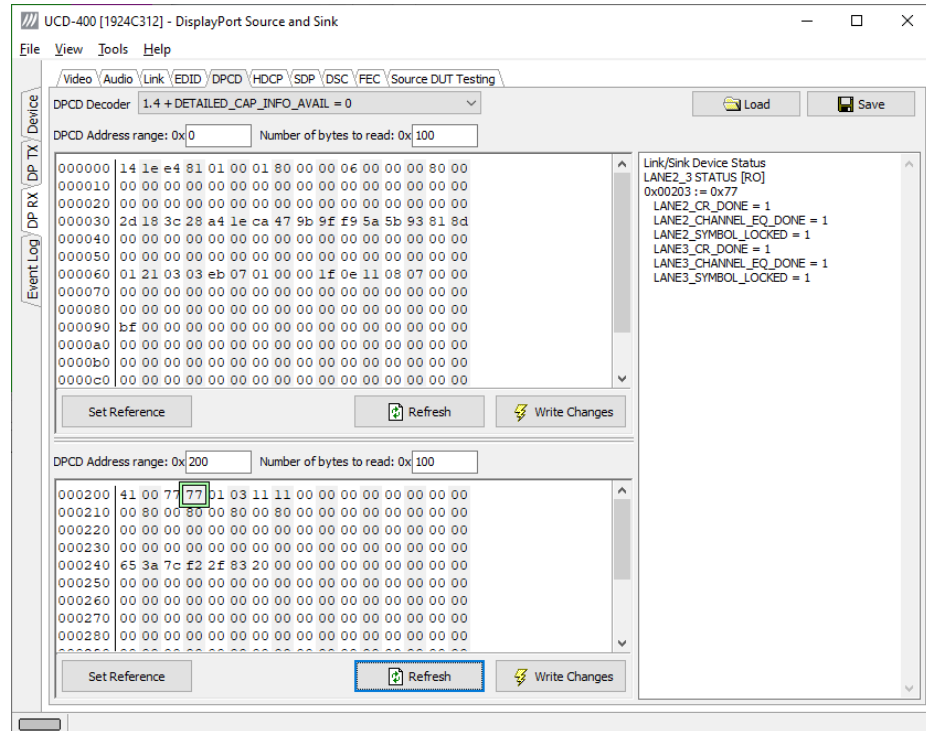 UCD-400 [1924C312] - DisplayPort Source and Sink
File View Tools Help
Video Audio Link EDID DPCD HDCP SDP DSC FEC Source DUT Testing
Device
DP TX
DP RX
Event Log
DPCD Decoder 1.4 + DETAILED_CAP_INFO_AVAIL = 0
Load
Save
DPCD Address range: 0x 0 Number of bytes to read: 0x 100
000000 14 1e e4 81 01 00 01 80 00 00 06 00 00 00 80 00
000010 00 00 00 00 00 00 00 00 00 00 00 00 00 00 00 00
000020 00 00 00 00 00 00 00 00 00 00 00 00 00 00 00 00
000030 2d 18 3c 28 a4 1e ca 47 9b 9f f9 5a 5b 93 81 8d
000040 00 00 00 00 00 00 00 00 00 00 00 00 00 00 00 00
000050 00 00 00 00 00 00 00 00 00 00 00 00 00 00 00 00
000060 01 21 03 03 eb 07 01 00 00 1f 0e 11 08 07 00 00
000070 00 00 00 00 00 00 00 00 00 00 00 00 00 00 00 00
000080 00 00 00 00 00 00 00 00 00 00 00 00 00 00 00 00
000090 bf 00 00 00 00 00 00 00 00 00 00 00 00 00 00 00
0000a0 00 00 00 00 00 00 00 00 00 00 00 00 00 00 00 00
0000b0 00 00 00 00 00 00 00 00 00 00 00 00 00 00 00 00
0000c0 00 00 00 00 00 00 00 00 00 00 00 00 00 00 00 00
Set Reference
Refresh
Write Changes
DPCD Address range: 0x 200 Number of bytes to read: 0x 100
000200 41 00 77 77 01 03 11 11 00 00 00 00 00 00 00 00
000210 00 80 00 80 00 80 00 80 00 00 00 00 00 00 00 00
000220 00 00 00 00 00 00 00 00 00 00 00 00 00 00 00 00
000230 00 00 00 00 00 00 00 00 00 00 00 00 00 00 00 00
000240 65 3a 7c f2 2f 83 20 00 00 00 00 00 00 00 00 00
000250 00 00 00 00 00 00 00 00 00 00 00 00 00 00 00 00
000260 00 00 00 00 00 00 00 00 00 00 00 00 00 00 00 00
000270 00 00 00 00 00 00 00 00 00 00 00 00 00 00 00 00
000280 00 00 00 00 00 00 00 00 00 00 00 00 00 00 00 00
Set Reference
Refresh
Write Changes
Link/Sink Device Status
LANE2_3 STATUS [RO]
0x00203 := 0x77
LANE2_CR_DONE = 1
LANE2_CHANNEL_EQ_DONE = 1
LANE2_SYMBOL_LOCKED = 1
LANE3_CR_DONE = 1
LANE3_CHANNEL_EQ_DONE = 1
LANE3_SYMBOL_LOCKED = 1